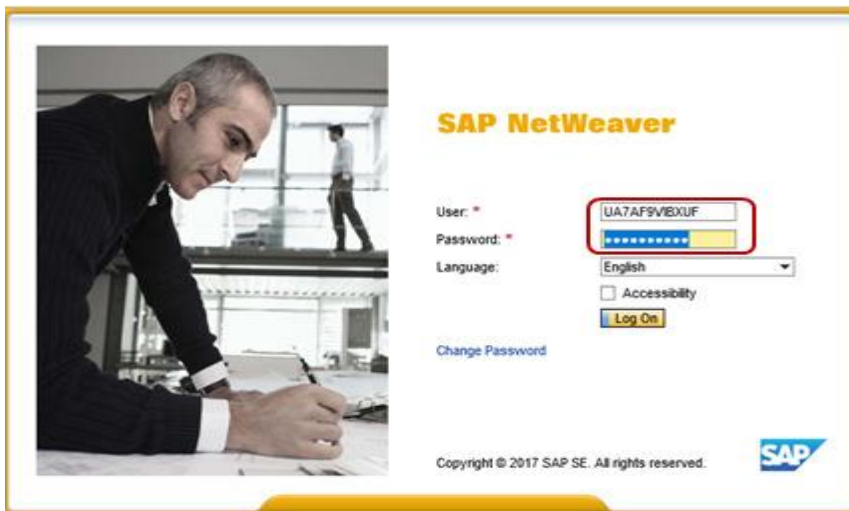 SAP NetWeaver
User: *
UA7AF9VIBXUF
Password: *
Language:
English
Accessibility
Log On
Change Password
Copyright © 2017 SAP SE. All rights reserved.
SAP